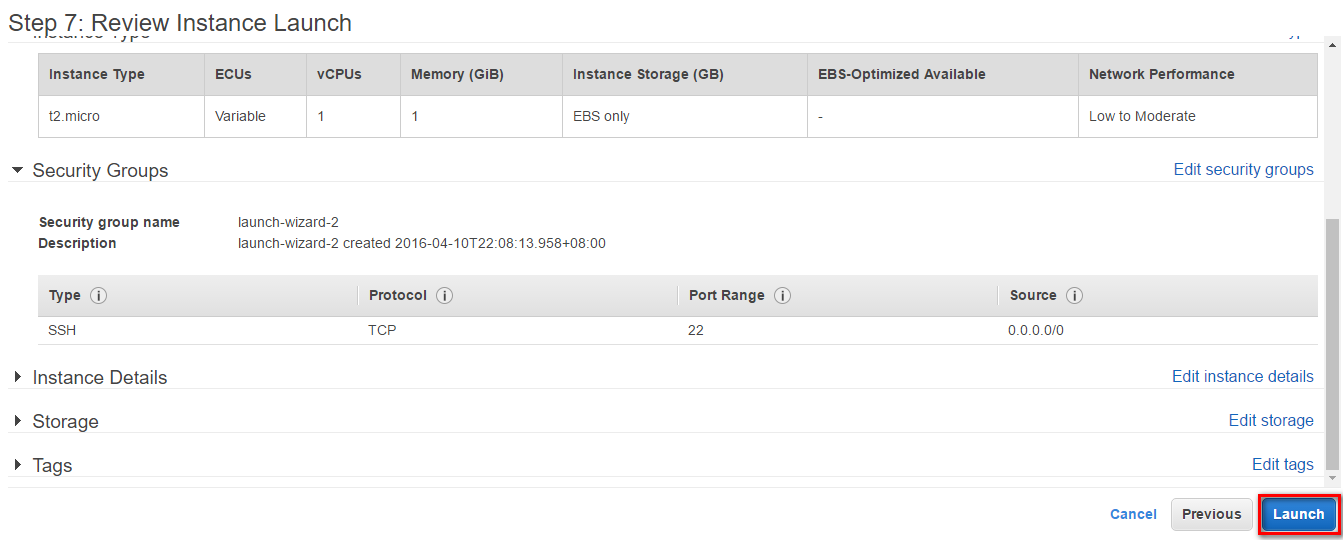 Step 7: Review Instance Launch
Instance Type
Instance Type ECUs vCPUs Memory (GiB) Instance Storage (GB) EBS-Optimized Available Network Performance
t2.micro Variable 1 1 EBS only - Low to Moderate
Security Groups Edit security groups
Security group name launch-wizard-2
Description launch-wizard-2 created 2016-04-10T22:08:13.958+08:00
Type i Protocol i Port Range i Source i
SSH TCP 22 0.0.0.0/0
Instance Details Edit instance details
Storage Edit storage
Tags Edit tags
Cancel Previous Launch